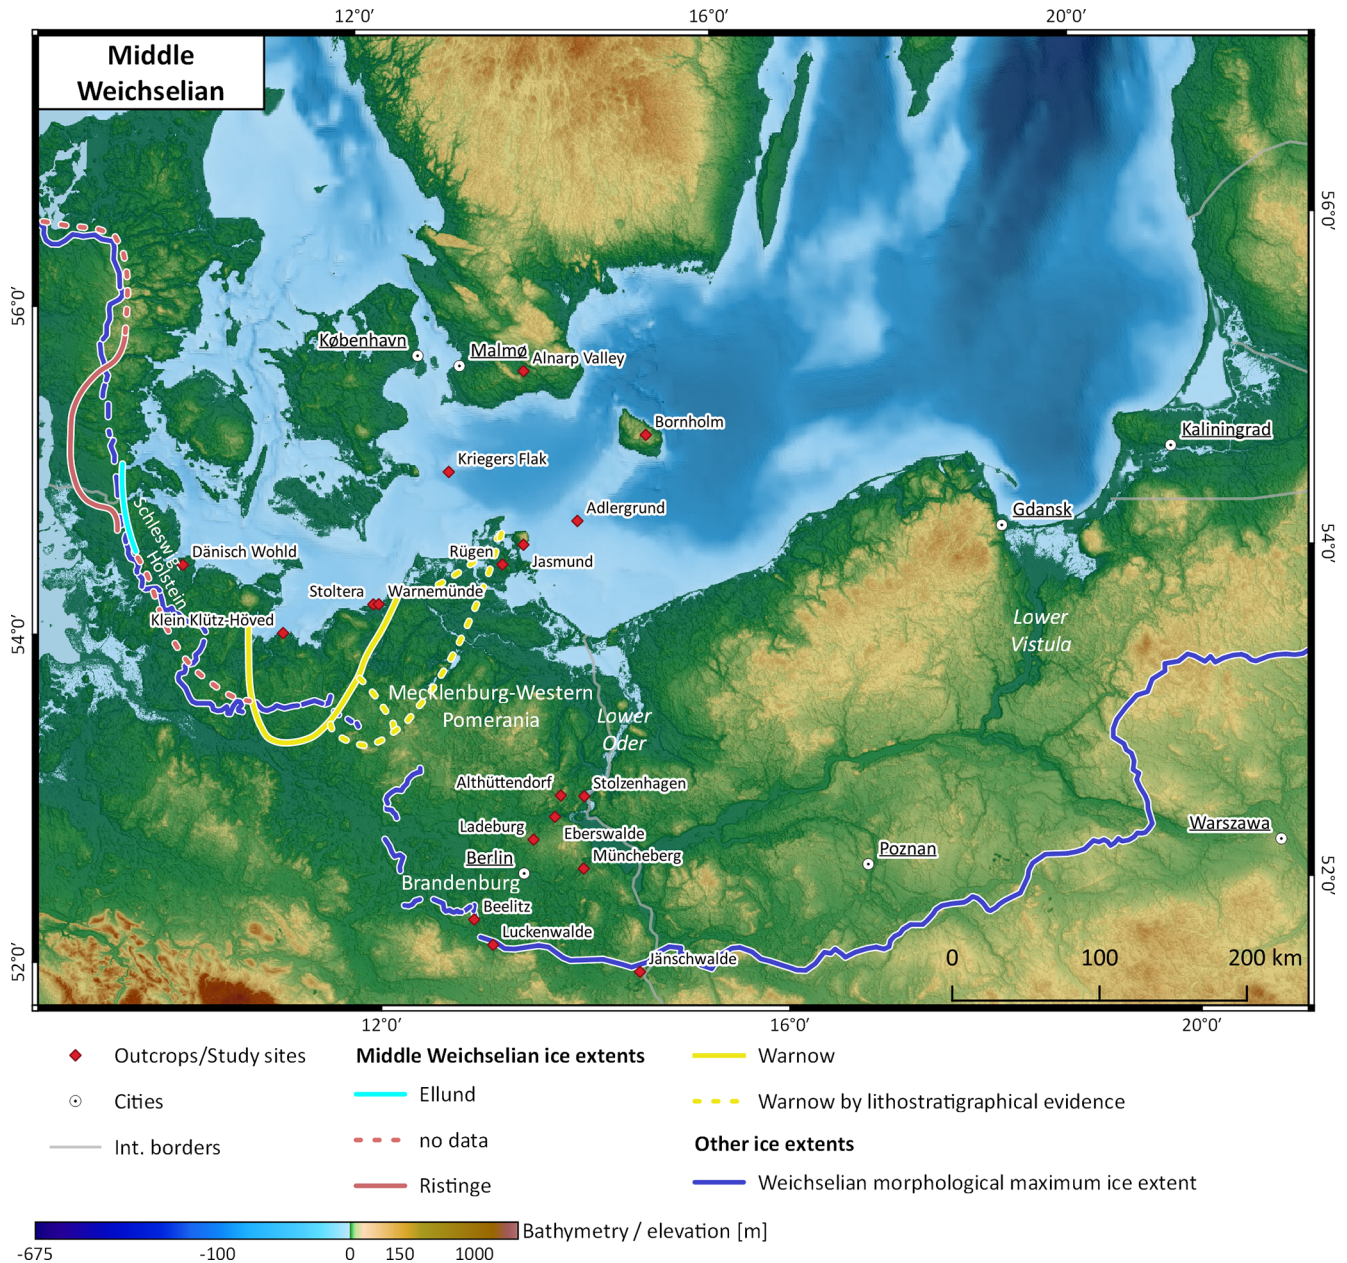 12°0′ 16°0′ 20°0′
Middle
Weichselian
56°0′
56°0′
København
Malmø
Alnarp Valley
Bornholm
Kaliningrad
Kriegers Flak
Adlergrund
Gdansk
Schleswig-
Holstein
Dänisch Wohld
Rügen
Jasmund
54°0′
Stoltera
Warnemünde
Klein Klütz-Höved
54°0′
Lower
Vistula
Mecklenburg-Western
Pomerania
Lower
Oder
Althüttendorf
Stolzenhagen
Ladeburg
Eberswalde
Warszawa
Berlin
Müncheberg
Poznan
52°0′
Brandenburg
Beelitz
Luckenwalde
Jänschwalde
0 100 200 km
52°0′
12°0′ 16°0′ 20°0′
Outcrops/Study sites
Cities
Int. borders
Middle Weichselian ice extents
Ellund
no data
Ristinge
Warnow
Warnow by lithostratigraphical evidence
Other ice extents
Weichselian morphological maximum ice extent
Bathymetry / elevation [m]
-675 -100 0 150 1000